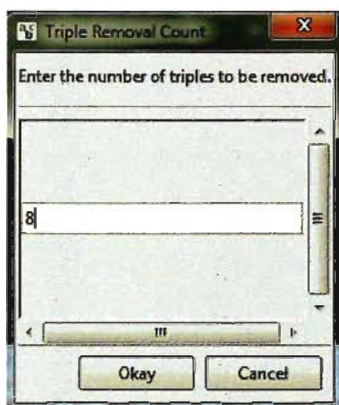 Triple Removal Count
Enter the number of triples to be removed.
8
Okay
Cancel